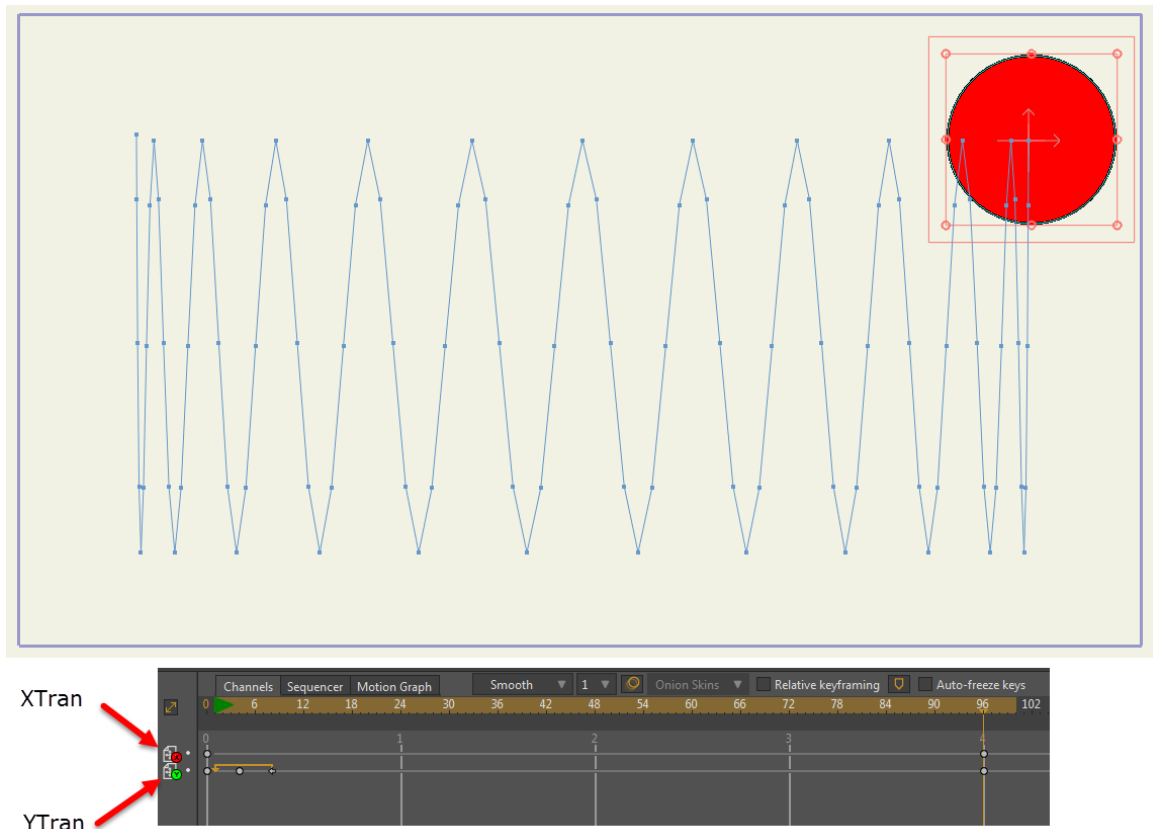 Channels Sequencer Motion Graph Smooth 1 Onion Skins Relative keyframing Auto-freeze keys
0 6 12 18 24 30 36 42 48 54 60 66 72 78 84 90 96 102
0 1 2 3 4
XTran
X
Y
YTran